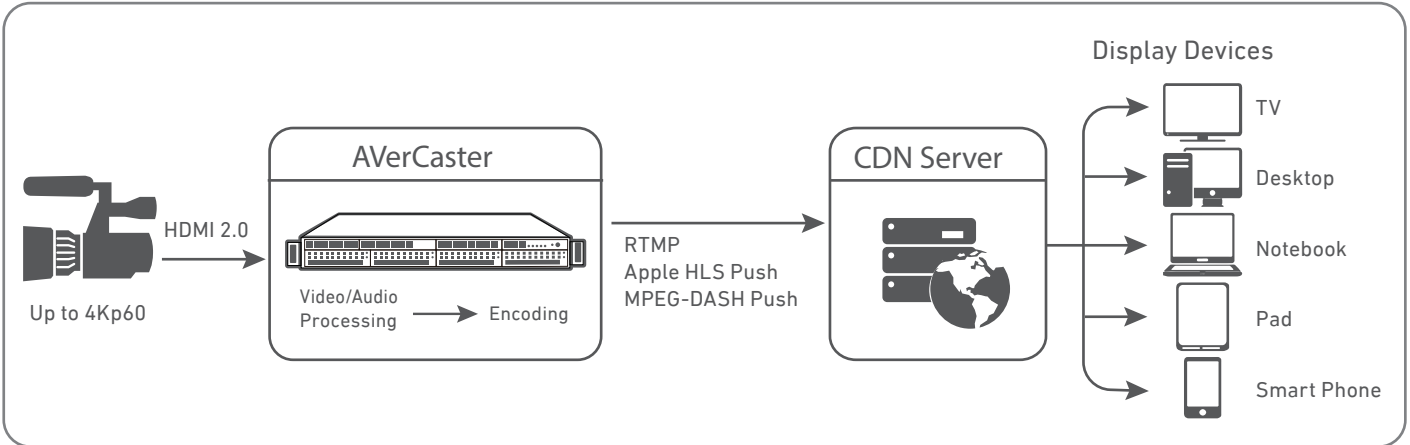 Display Devices
AVerCaster
CDN Server
HDMI 2.0
Up to 4Kp60
Video/Audio
Processing
Encoding
RTMP
Apple HLS Push
MPEG-DASH Push
TV
Desktop
Notebook
Pad
Smart Phone